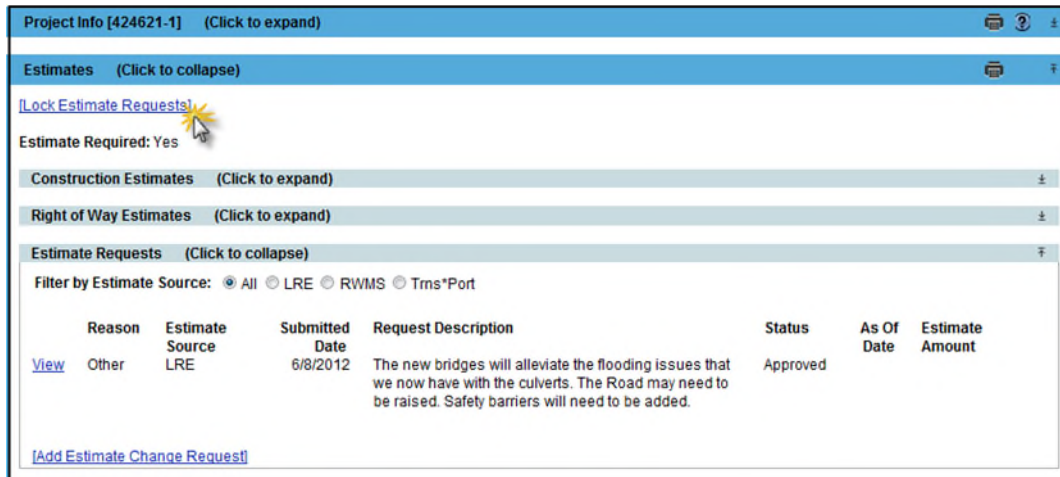 Project Info [424621-1] (Click to expand)
Estimates (Click to collapse)
[Lock Estimate Requests]
Estimate Required: Yes
Construction Estimates (Click to expand)
Right of Way Estimates (Click to expand)
Estimate Requests (Click to collapse)
Filter by Estimate Source: All LRE RWMS Trns*Port
Reason Estimate Source Submitted Date Request Description Status As Of Date Estimate Amount
View Other LRE 6/8/2012 The new bridges will alleviate the flooding issues that Approved
we now have with the culverts. The Road may need to
be raised. Safety barriers will need to be added.
[Add Estimate Change Request]